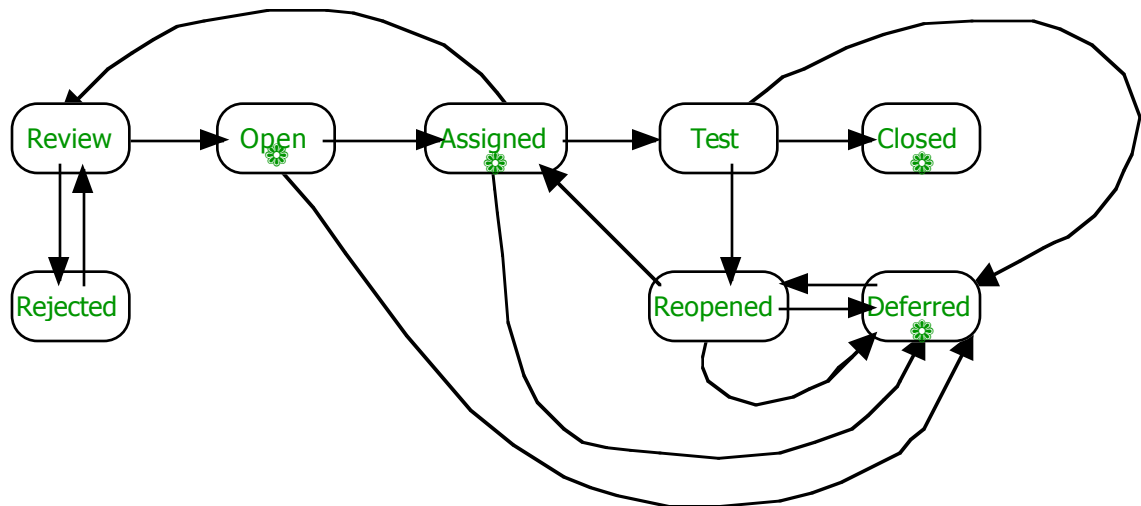 Review
Open
Assigned
Test
Closed
Rejected
Reopened
Deferred